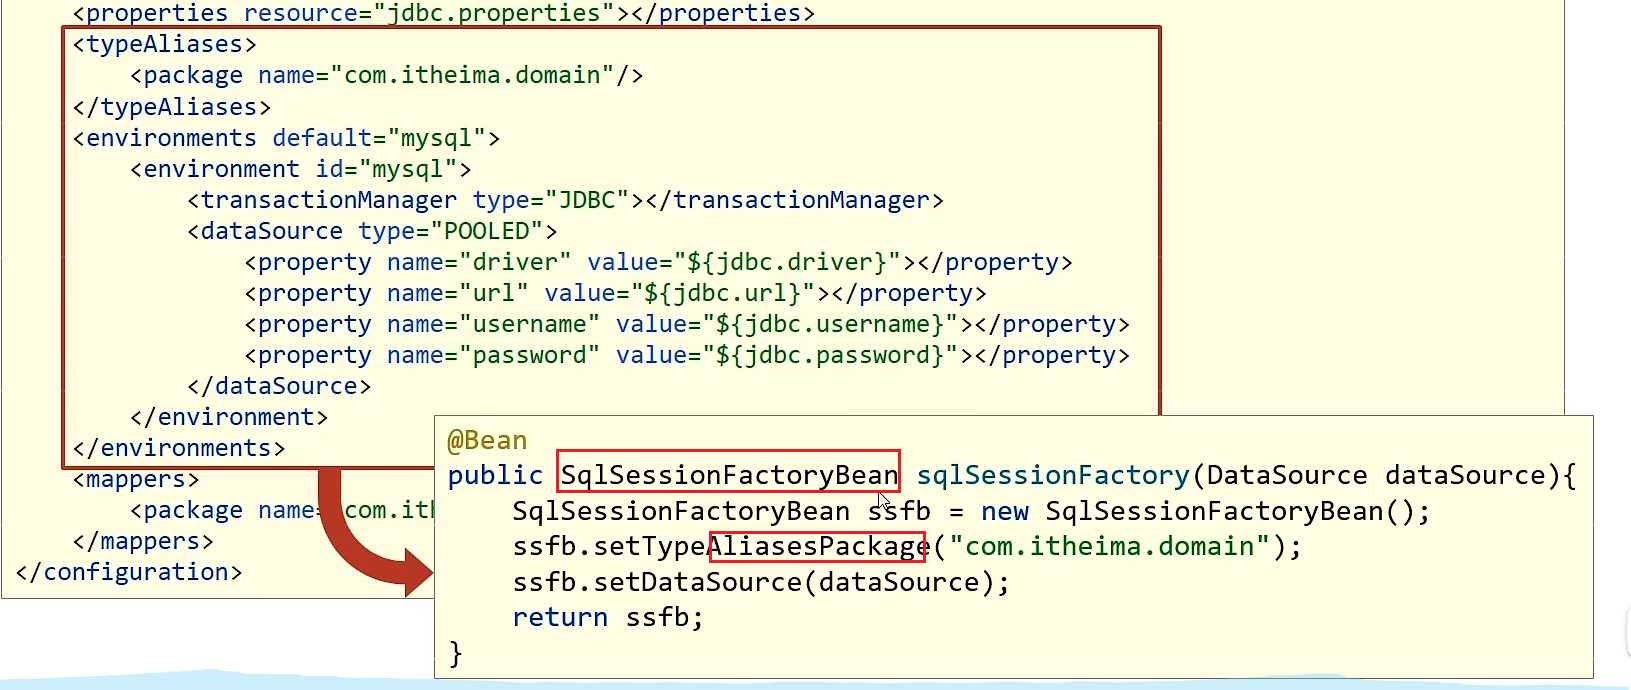 <properties resource="jdbc.properties"></properties>
<typeAliases>
<package name="com.itheima.domain"/>
</typeAliases>
<environments default="mysql">
<environment id="mysql">
<transactionManager type="JDBC"></transactionManager>
<dataSource type="POOLED">
<property name="driver" value="${jdbc.driver}"></property>
<property name="url" value="${jdbc.url}"></property>
<property name="username" value="${jdbc.username}"></property>
<property name="password" value="${jdbc.password}"></property>
</dataSource>
</environment>
</environments>
<mappers>
<package name com.ith
</mappers>
</configuration>
@Bean
public SqlSessionFactoryBean sqlSessionFactory(DataSource dataSource){
SqlSessionFactoryBean ssfb = new SqlSessionFactoryBean();
ssfb.setTypeAliasesPackage("com.itheima.domain");
ssfb.setDataSource(dataSource);
return ssfb;
}